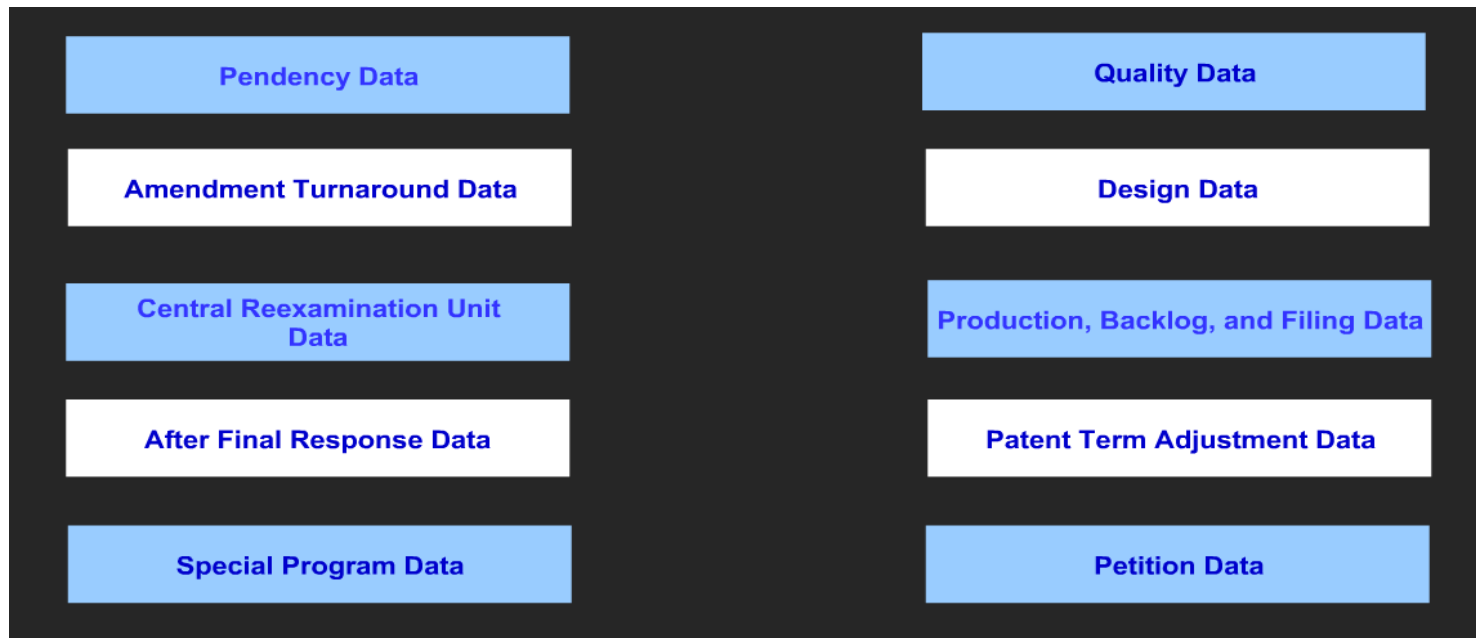 Pendency Data
Quality Data
Amendment Turnaround Data
Design Data
Central Reexamination Unit
Data
Production, Backlog, and Filing Data
After Final Response Data
Patent Term Adjustment Data
Special Program Data
Petition Data